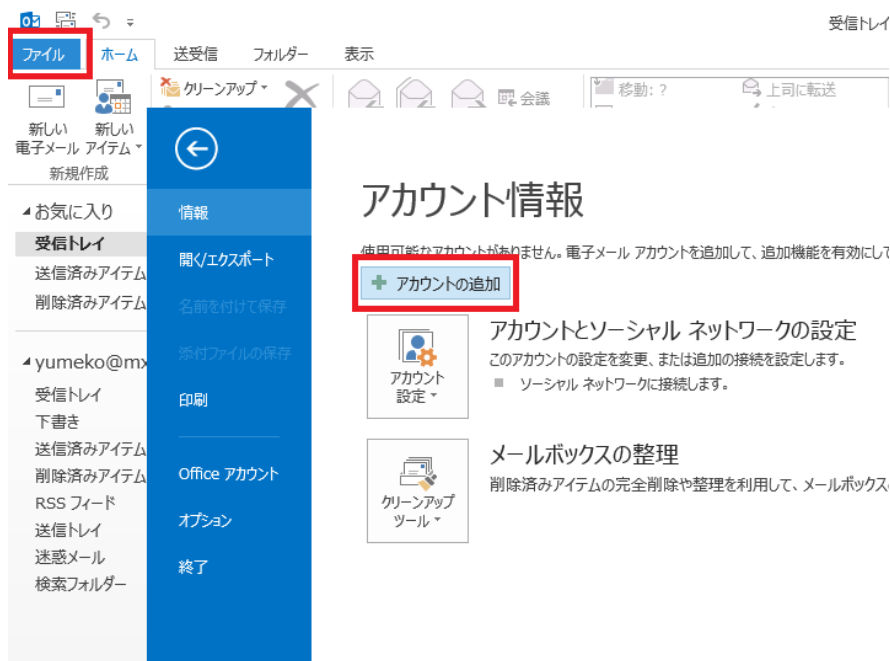 受信トレイ
ファイル ホーム 送受信 フォルダー 表示
新しい
電子メール
新しい
アイテム
新規作成
クリーンアップ
会議
移動: ?
上司に転送
お気に入り
受信トレイ
送信済みアイテム
削除済みアイテム
yumeko@mx
受信トレイ
下書き
送信済みアイテム
削除済みアイテム
RSS フィード
送信トレイ
迷惑メール
検索フォルダー
情報
開く/エクスポート
名前を付けて保存
添付ファイルの保存
印刷
Office アカウント
オプション
終了
アカウント情報
使用可能なアカウントがありません。電子メール アカウントを追加して、追加機能を有効にして
アカウントの追加
アカウント
設定
アカウントとソーシャル ネットワークの設定
このアカウントの設定を変更、または追加の接続を設定します。
ソーシャル ネットワークに接続します。
クリーンアップ
ツール
メールボックスの整理
削除済みアイテムの完全削除や整理を利用して、メールボックス